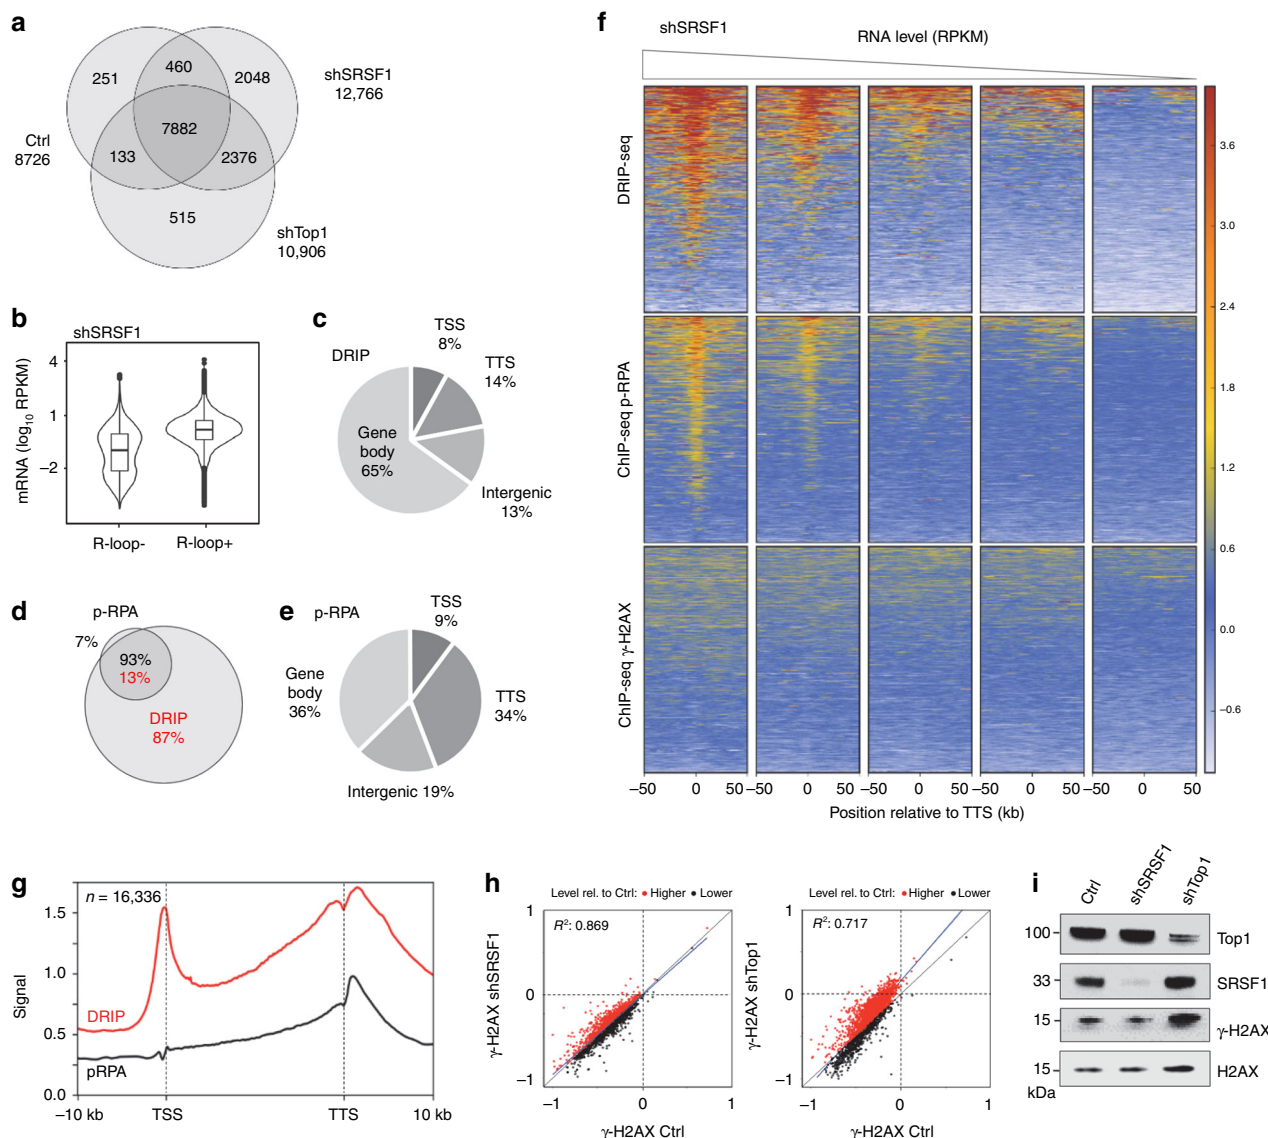 a
251
460
2048
shSRSF1
12,766
7882
Ctrl
8726
133
2376
515
shTop1
10,906
b
shSRSF1
mRNA (log10 RPKM)
4
1
–2
R-loop-
R-loop+
c
DRIP
TSS
8%
TTS
14%
Gene
body
65%
Intergenic
13%
d
p-RPA
7%
93%
13%
DRIP
87%
e
p-RPA
TSS
9%
Gene
body
36%
TTS
34%
Intergenic 19%
f
shSRSF1
RNA level (RPKM)
DRIP-seq
ChIP-seq p-RPA
ChIP-seq γ-H2AX
3.6
3.0
2.4
1.8
1.2
0.6
0.0
–0.6
–50 0 50 –50 0 50 –50 0 50 –50 0 50 –50 0 50
Position relative to TTS (kb)
g
n = 16,336
Signal
1.5
1.0
0.5
0.0
DRIP
pRPA
–10 kb
TSS
TTS
10 kb
h
Level rel. to Ctrl: Higher Lower
R²: 0.869
γ-H2AX shSRSF1
1
0
–1
–1 0 1
γ-H2AX Ctrl
Level rel. to Ctrl: Higher Lower
R²: 0.717
γ-H2AX shTop1
1
0
–1
–1 0 1
γ-H2AX Ctrl
i
Ctrl
shSRSF1
shTop1
100
Top1
33
SRSF1
15
γ-H2AX
15
H2AX
kDa